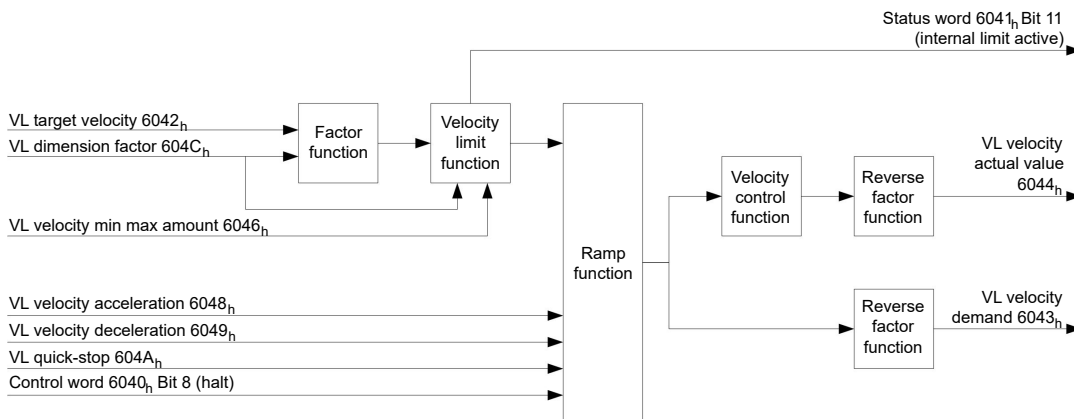 Status word 6041h Bit 11
(internal limit active)
VL target velocity 6042h
VL dimension factor 604Ch
Factor
function
Velocity
limit
function
VL velocity min max amount 6046h
Velocity
control
function
Reverse
factor
function
VL velocity
actual value
6044h
Ramp
function
VL velocity acceleration 6048h
VL velocity deceleration 6049h
VL quick-stop 604Ah
Control word 6040h Bit 8 (halt)
Reverse
factor
function
VL velocity
demand 6043h